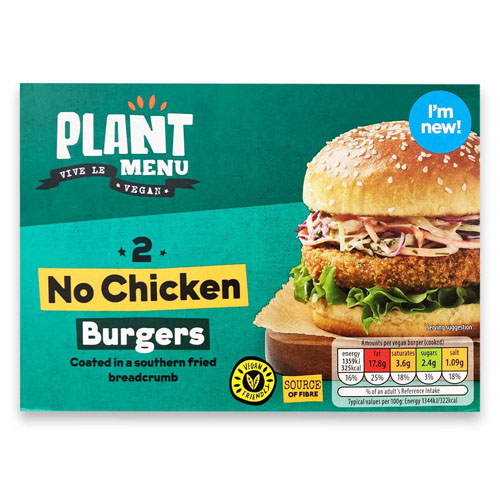 I'm
new!
PLANT
MENU
VIVE LE
★ VEGAN ★
★ 2 ★
No Chicken
Burgers
Coated in a southern fried
breadcrumb
VEGAN
FRIENDLY
SOURCE
OF FIBRE
Serving suggestion
Amounts per vegan burger (cooked)
energy fat saturates sugars salt
1359kJ 17.8g 3.6g 2.4g 1.09g
325kcal
16% 25% 18% 3% 18%
% of an adult's Reference Intake
Typical values per 100g: Energy 1344kJ/322kcal